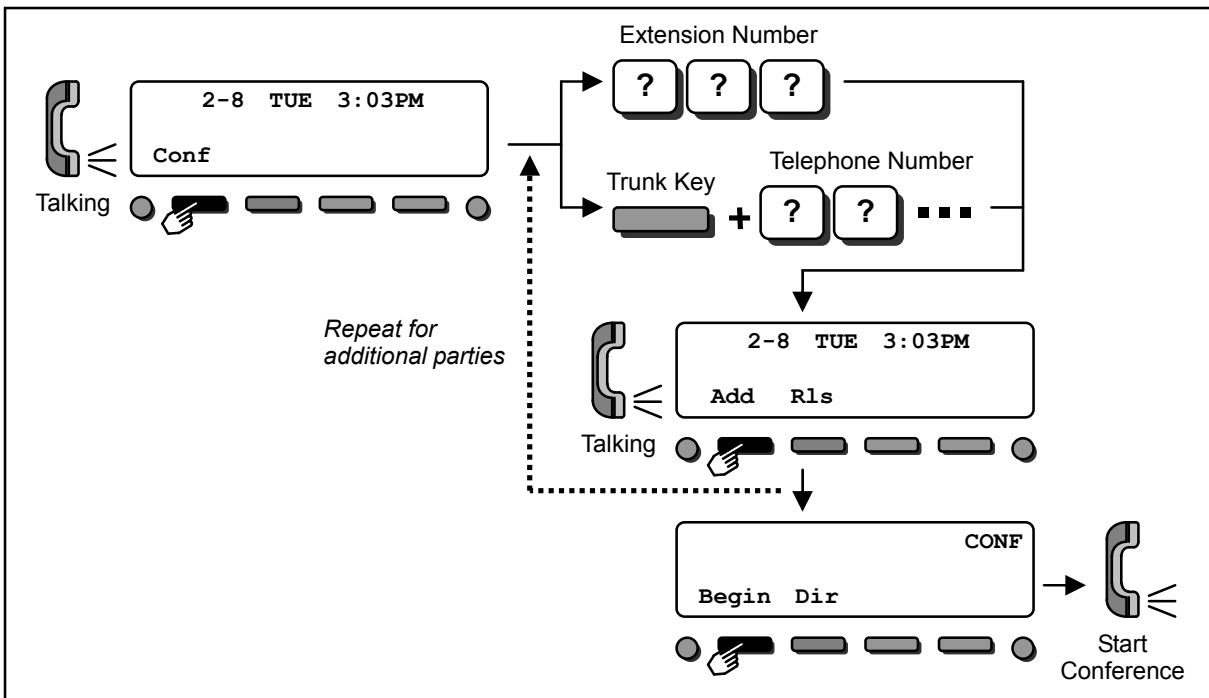 Extension Number
? ? ?
2-8 TUE 3:03PM
Conf
Talking
Trunk Key
+
Telephone Number
? ?
Repeat for
additional parties
2-8 TUE 3:03PM
Add Rls
Talking
CONF
Begin Dir
Start
Conference